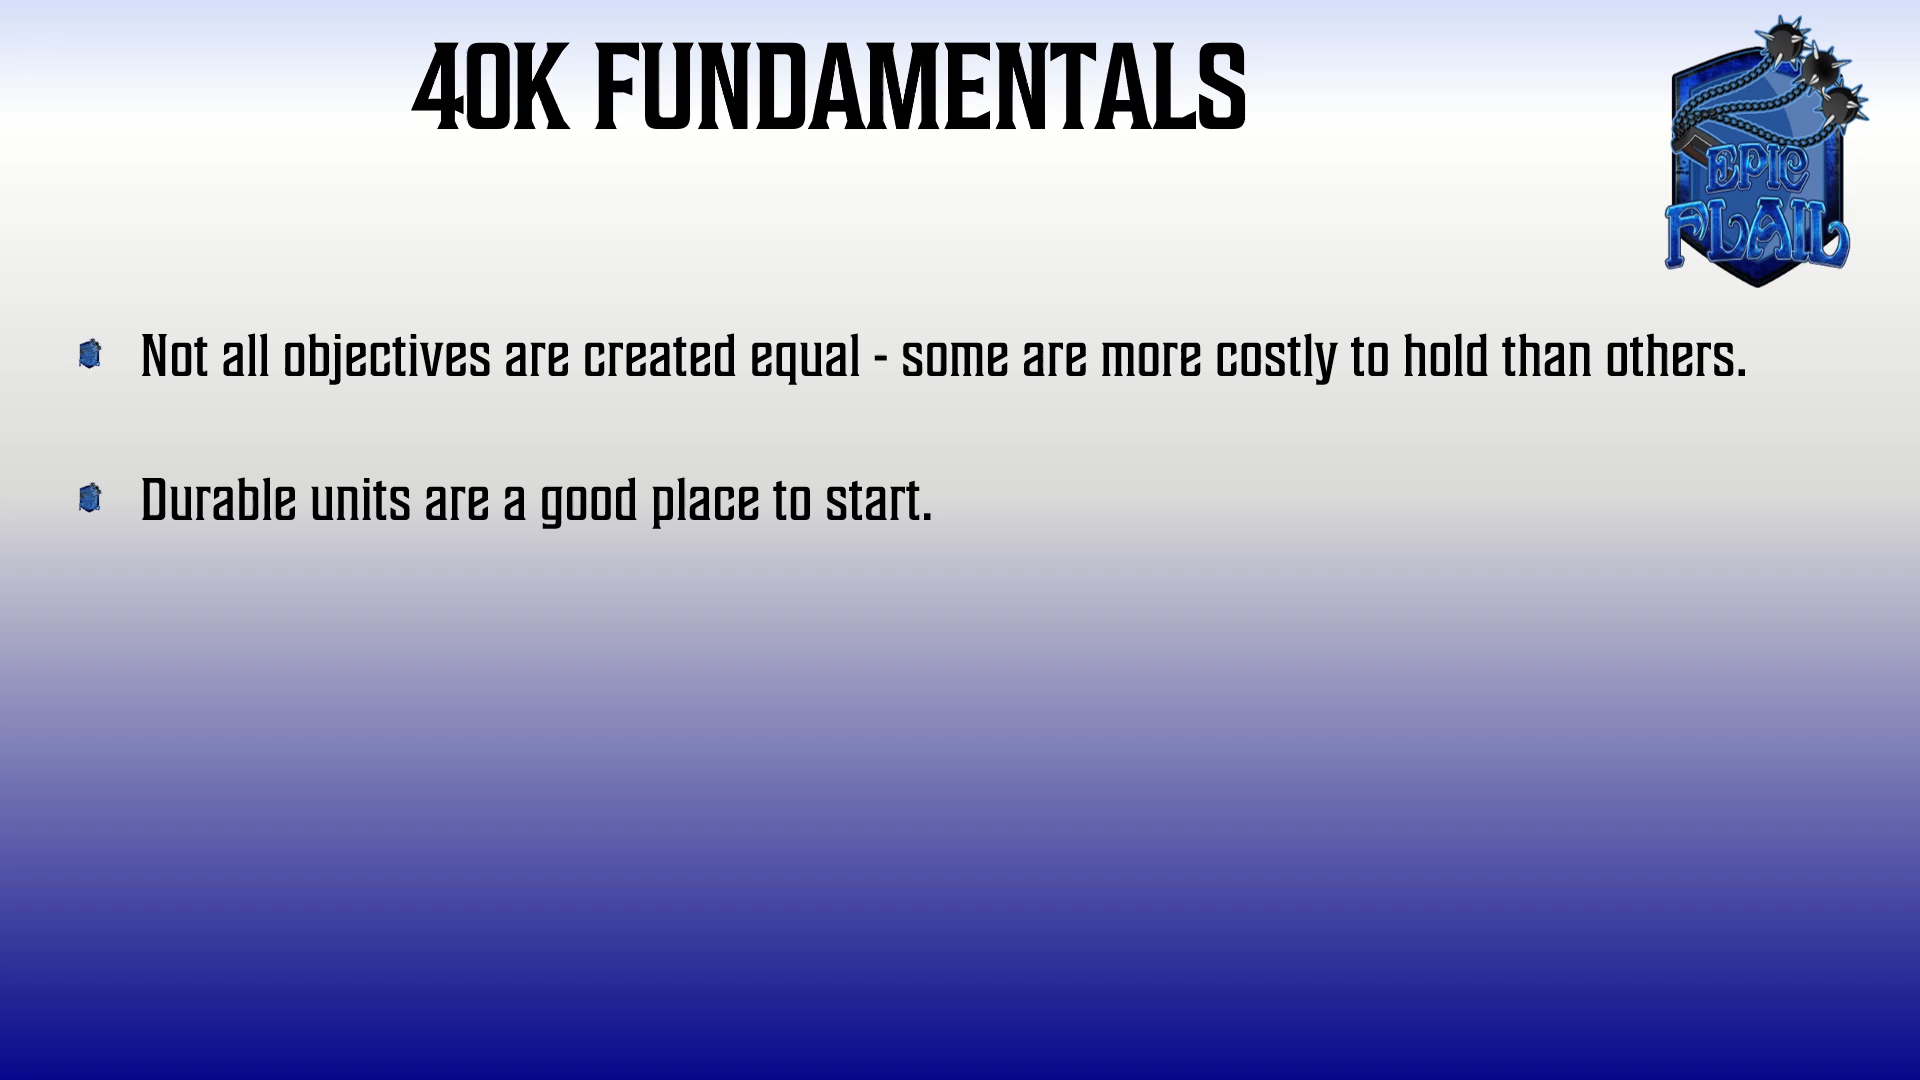 40K FUNDAMENTALS
EPIC
FLAIL
Not all objectives are created equal - some are more costly to hold than others.
Durable units are a good place to start.